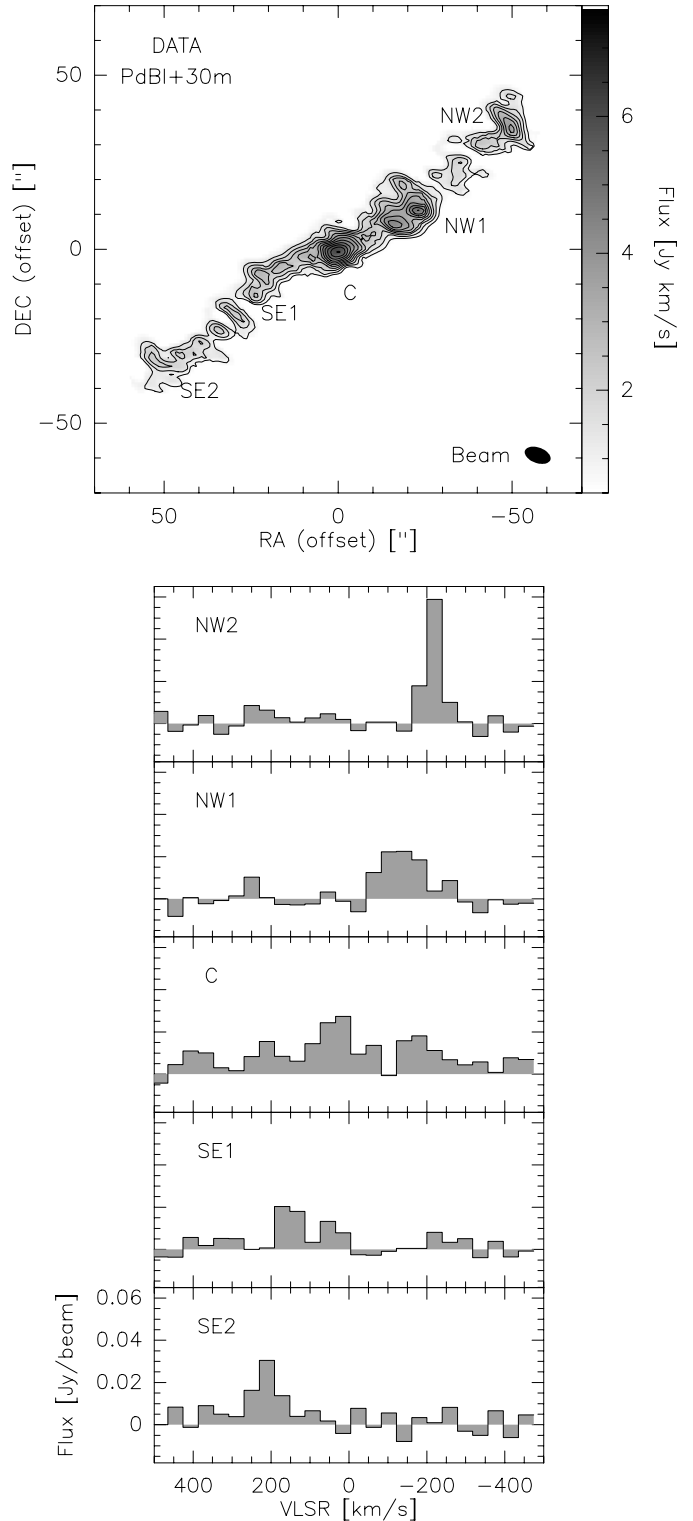 DATA
PdBI+30m
NW2
NW1
C
SE1
SE2
Beam
50
0
−50
DEC (offset) ["]
50
0
−50
RA (offset) ["]
6
4
2
Flux [Jy km/s]
NW2
NW1
C
SE1
SE2
0.06
0.04
0.02
0
Flux [Jy/beam]
400
200
0
−200
−400
VLSR [km/s]